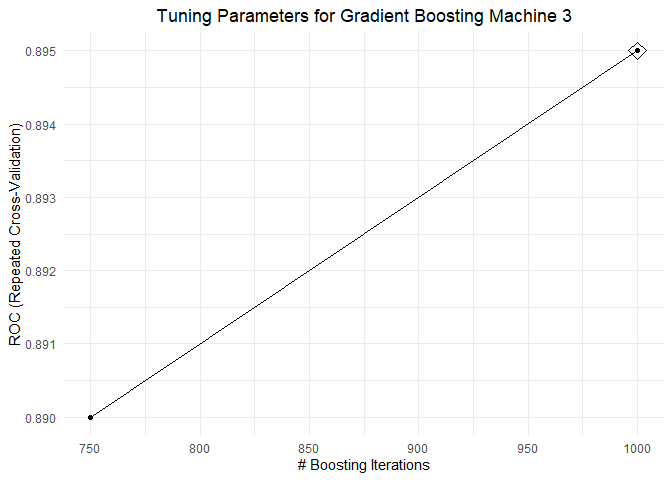 Tuning Parameters for Gradient Boosting Machine 3
ROC (Repeated Cross-Validation)
0.895
0.894
0.893
0.892
0.891
0.890
750 800 850 900 950 1000
# Boosting Iterations